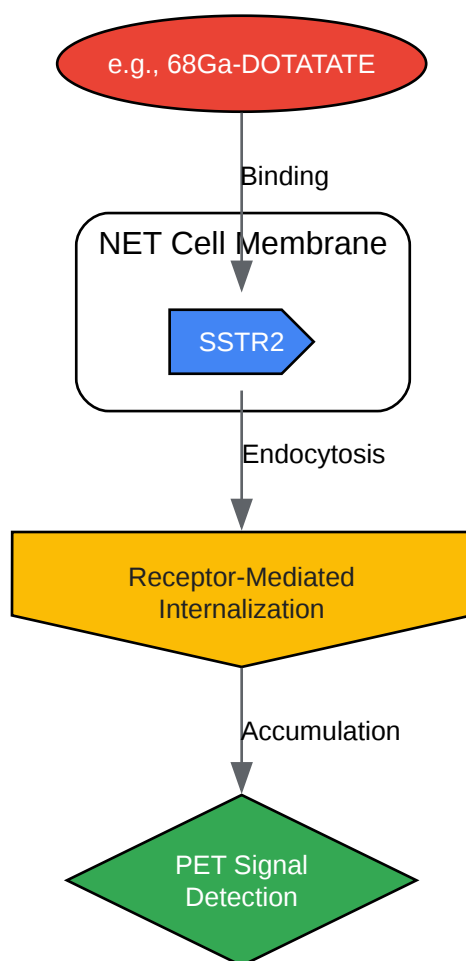 e.g., 68Ga-DOTATATE
Binding
NET Cell Membrane
SSTR2
Endocytosis
Receptor-Mediated
Internalization
Accumulation
PET Signal
Detection